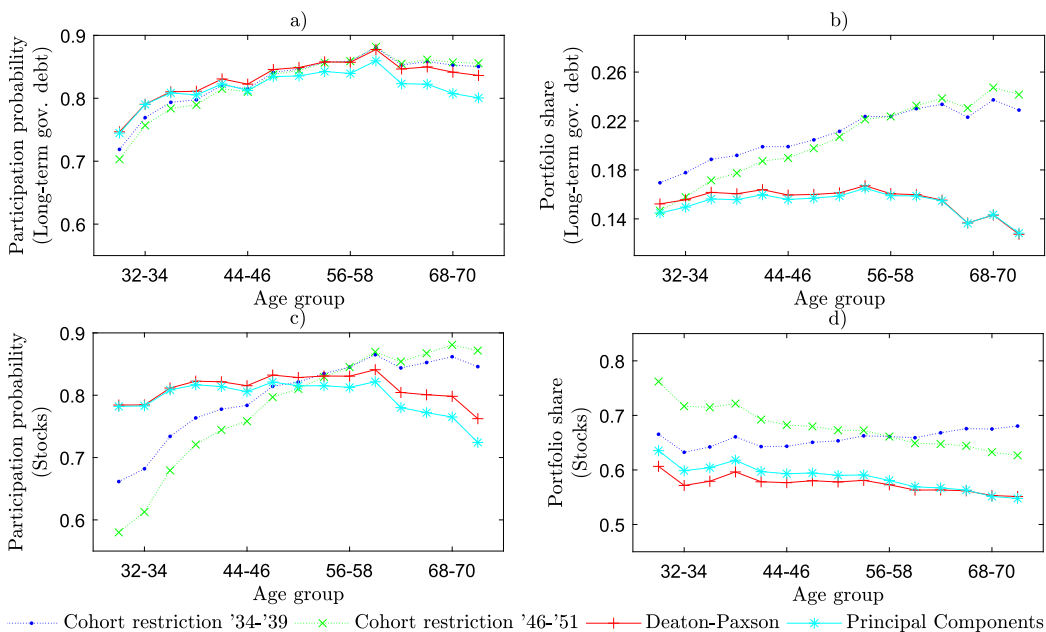 a)
Participation probability
(Long-term gov. debt)
0.9
0.8
0.7
0.6
32-34 44-46 56-58 68-70
Age group
b)
Portfolio share
(Long-term gov. debt)
0.26
0.22
0.18
0.14
32-34 44-46 56-58 68-70
Age group
c)
Participation probability
(Stocks)
0.9
0.8
0.7
0.6
32-34 44-46 56-58 68-70
d)
Portfolio share
(Stocks)
0.8
0.7
0.6
0.5
32-34 44-46 56-58 68-70
Cohort restriction '34-'39 Cohort restriction '46-'51 Deaton-Paxson Principal Components